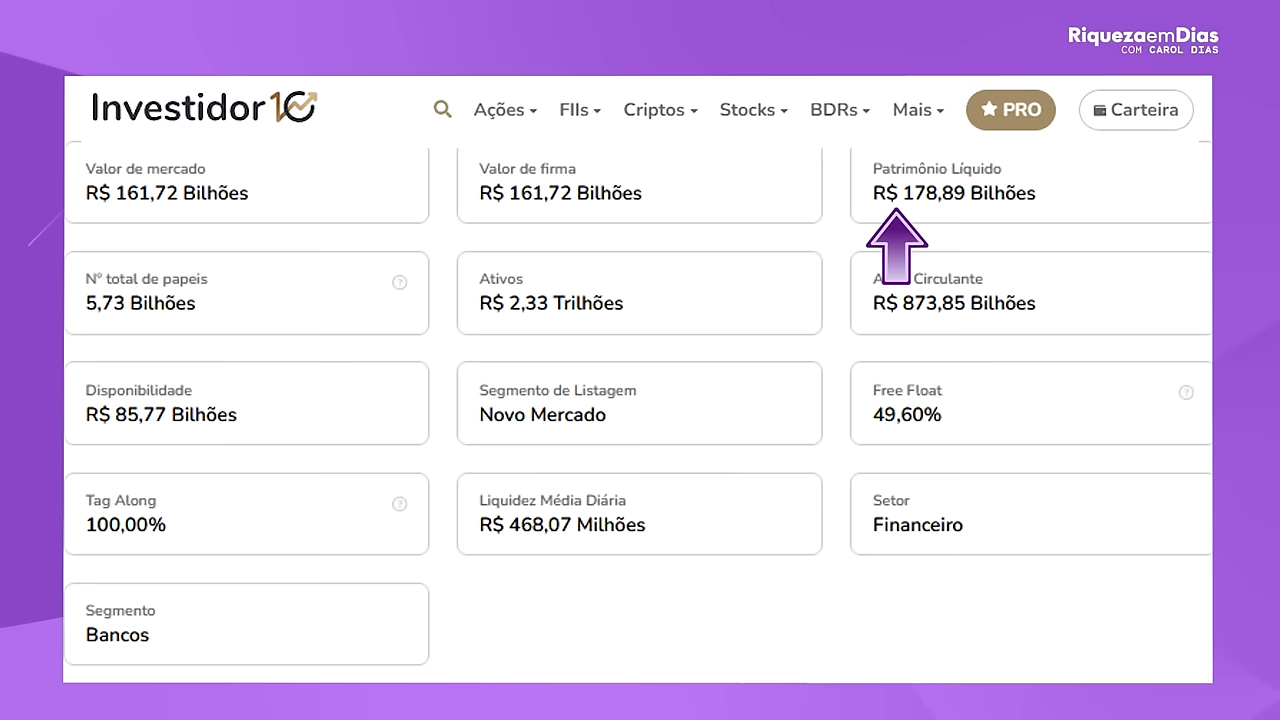 RiquezaemDias
COM CAROL DIAS
Investidor10
Ações
FIIs
Criptos
Stocks
BDRs
Mais
PRO
Carteira
Valor de mercado
R$ 161,72 Bilhões
Valor de firma
R$ 161,72 Bilhões
Patrimônio Líquido
R$ 178,89 Bilhões
Nº total de papeis
?
5,73 Bilhões
Ativos
R$ 2,33 Trilhões
Circulante
R$ 873,85 Bilhões
Disponibilidade
R$ 85,77 Bilhões
Segmento de Listagem
Novo Mercado
Free Float
?
49,60%
Tag Along
?
100,00%
Liquidez Média Diária
R$ 468,07 Milhões
Setor
Financeiro
Segmento
Bancos